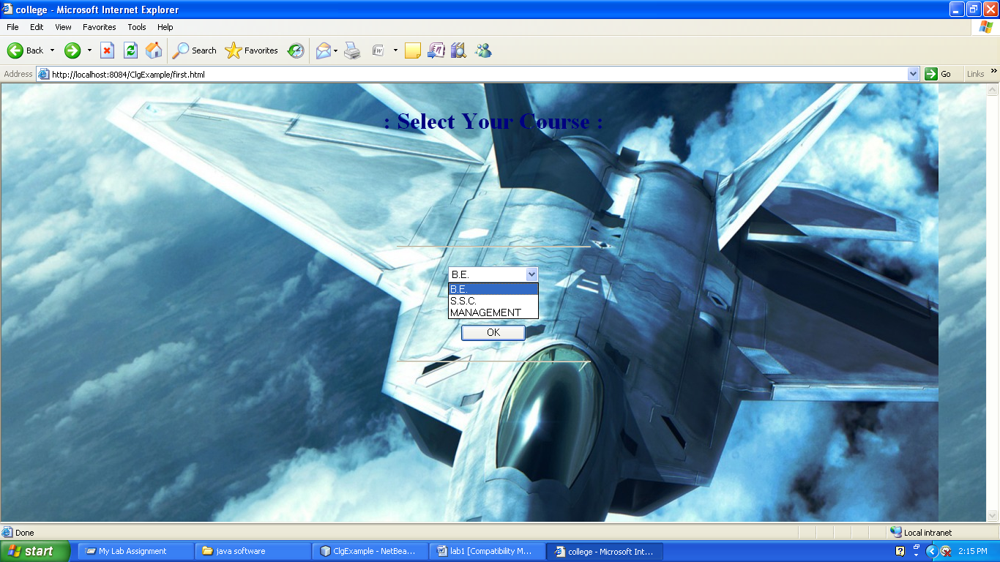 college - Microsoft Internet Explorer
File Edit View Favorites Tools Help
Back Search Favorites
Address http://localhost:8084/ClgExample/first.html Go Links »
: Select Your Course :
B.E.
B.E.
S.S.C.
MANAGEMENT
OK
Done Local intranet
start My Lab Assignment java software ClgExample - NetBea... lab1 [Compatibility M... college - Microsoft Int... 2:15 PM